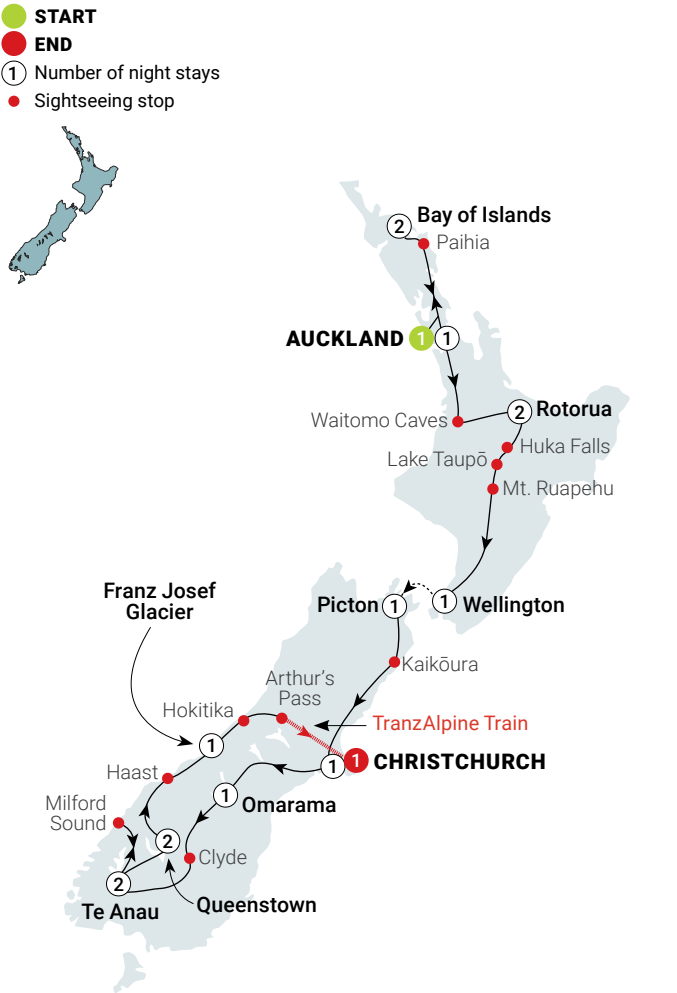 START
END
1 Number of night stays
Sightseeing stop
2 Bay of Islands
Paihia
AUCKLAND 1 1
Waitomo Caves
2 Rotorua
Huka Falls
Lake Taupō
Mt. Ruapehu
Franz Josef
Glacier
Picton 1
1 Wellington
Kaikōura
Arthur's
Pass
Hokitika
TranzAlpine Train
1
1
1 CHRISTCHURCH
Haast
1
Omarama
Milford
Sound
2
Clyde
2
Te Anau
Queenstown